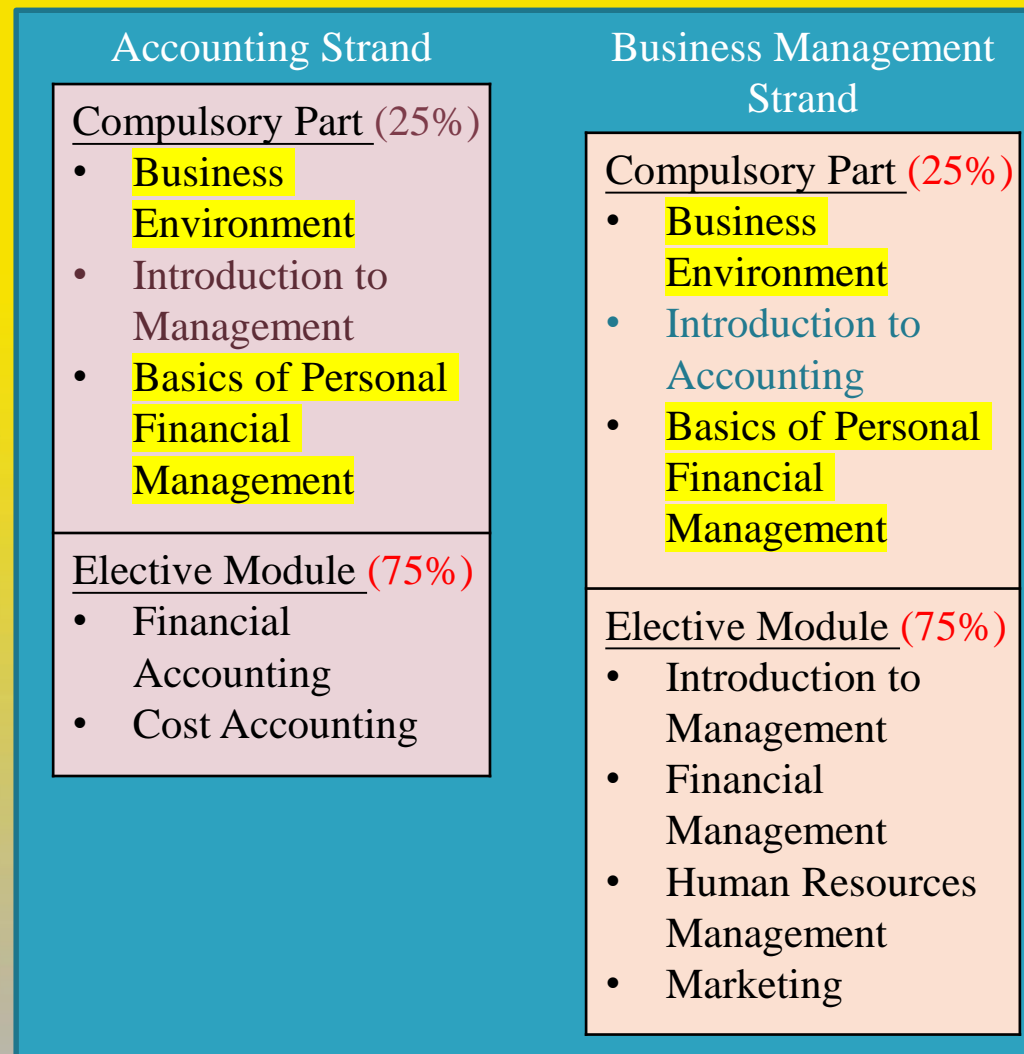 Accounting Strand
Compulsory Part (25%)
• Business
Environment
• Introduction to
Management
• Basics of Personal
Financial
Management
Elective Module (75%)
• Financial
Accounting
• Cost Accounting
Business Management
Strand
Compulsory Part (25%)
• Business
Environment
• Introduction to
Accounting
• Basics of Personal
Financial
Management
Elective Module (75%)
• Introduction to
Management
• Financial
Management
• Human Resources
Management
• Marketing